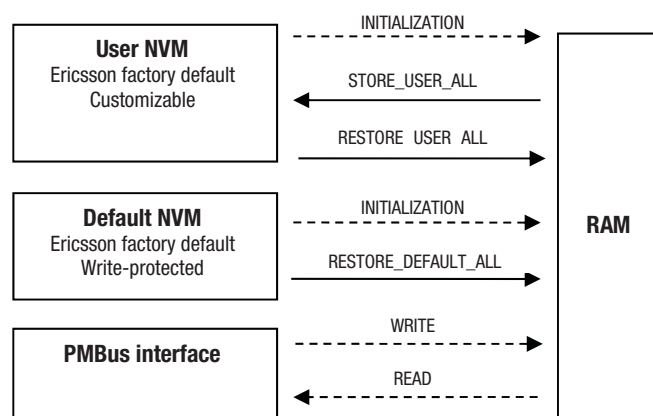 User NVM
Ericsson factory default
Customizable
INITIALIZATION
STORE_USER_ALL
RESTORE USER ALL
Default NVM
Ericsson factory default
Write-protected
INITIALIZATION
RESTORE_DEFAULT_ALL
PMBus interface
WRITE
READ
RAM